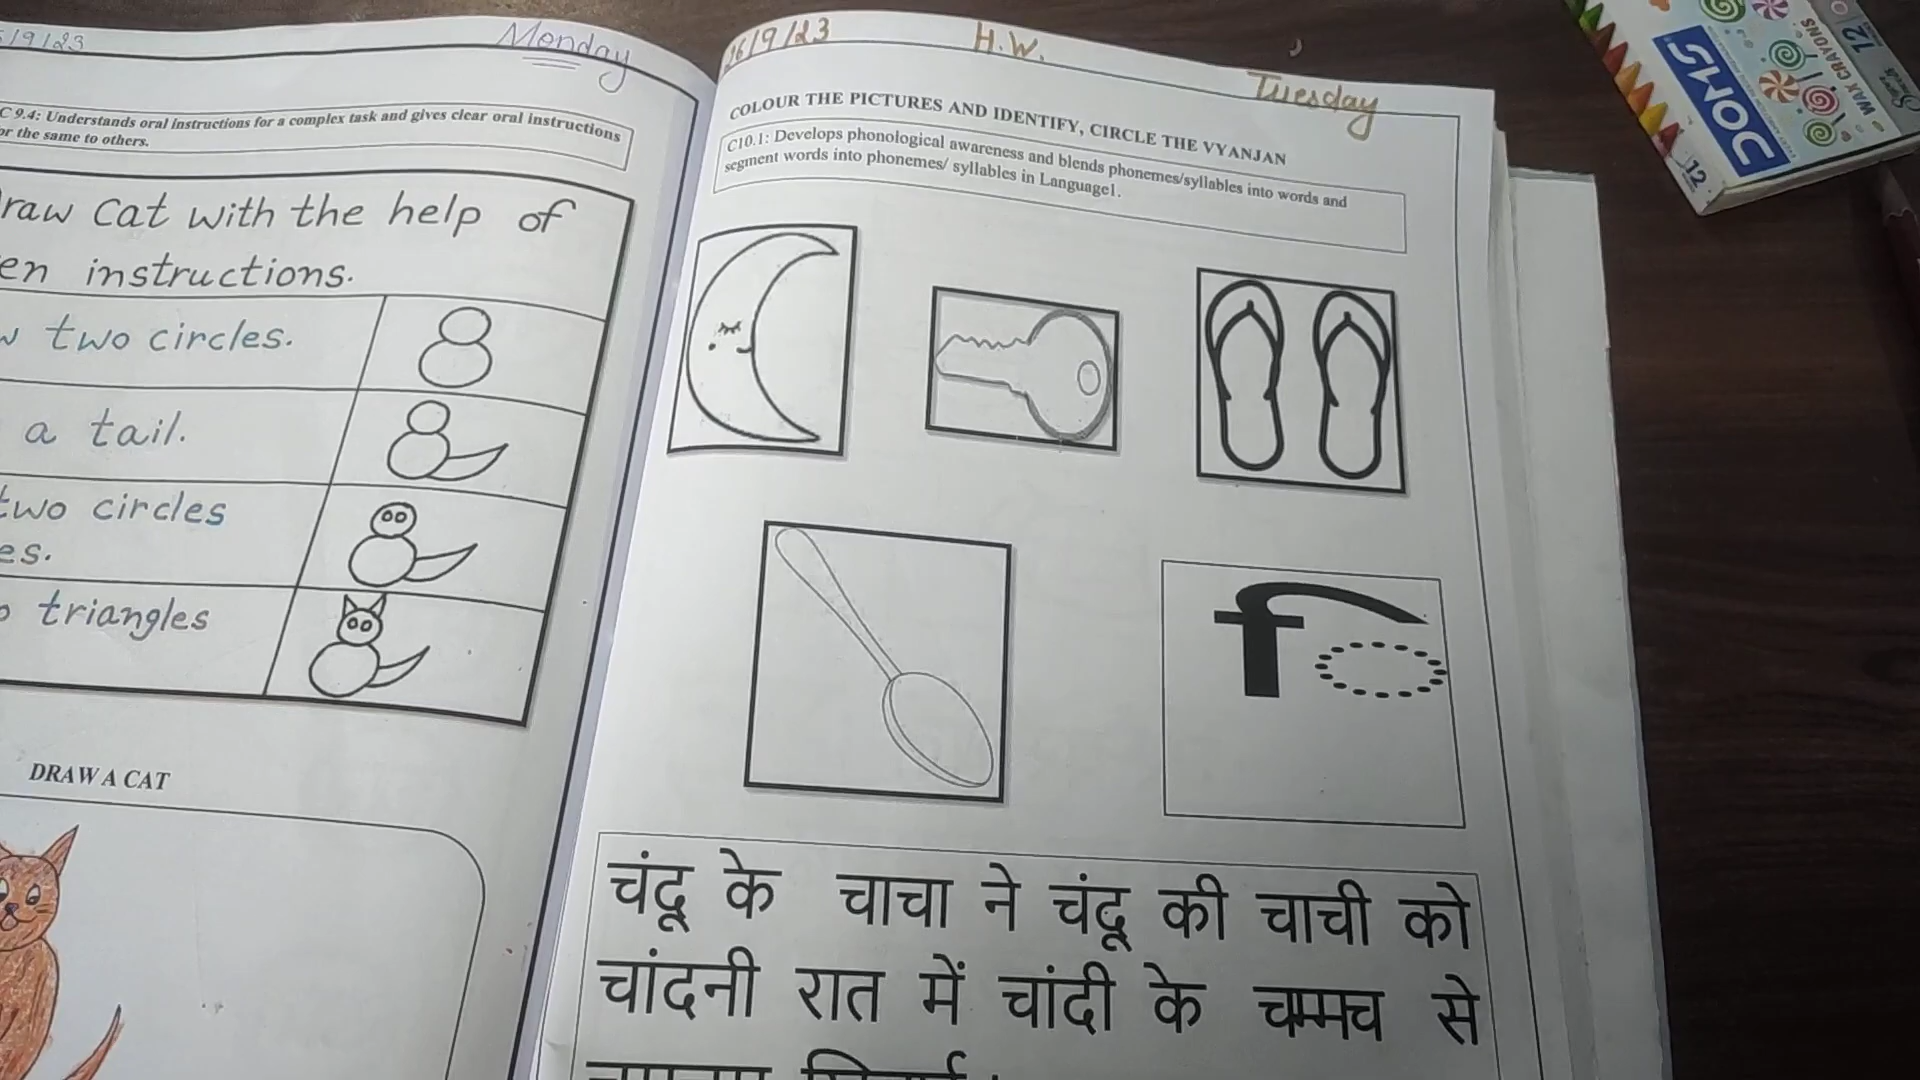 /9/23
Monday
C 9.4: Understands oral instructions for a complex task and gives clear oral instructions
or the same to others.
raw Cat with the help of
en instructions.
w two circles.
a tail.
two circles
es.
triangles
DRAW A CAT
26/9/23
H.W.
Tuesday
COLOUR THE PICTURES AND IDENTIFY, CIRCLE THE VYANJAN
C10.1: Develops phonological awareness and blends phonemes/syllables into words and
segment words into phonemes/ syllables in Language1.
चंदू के चाचा ने चंदू की चाची को
चांदनी रात में चांदी के चम्मच से
DOMS
12
WAX CRAYONS
12